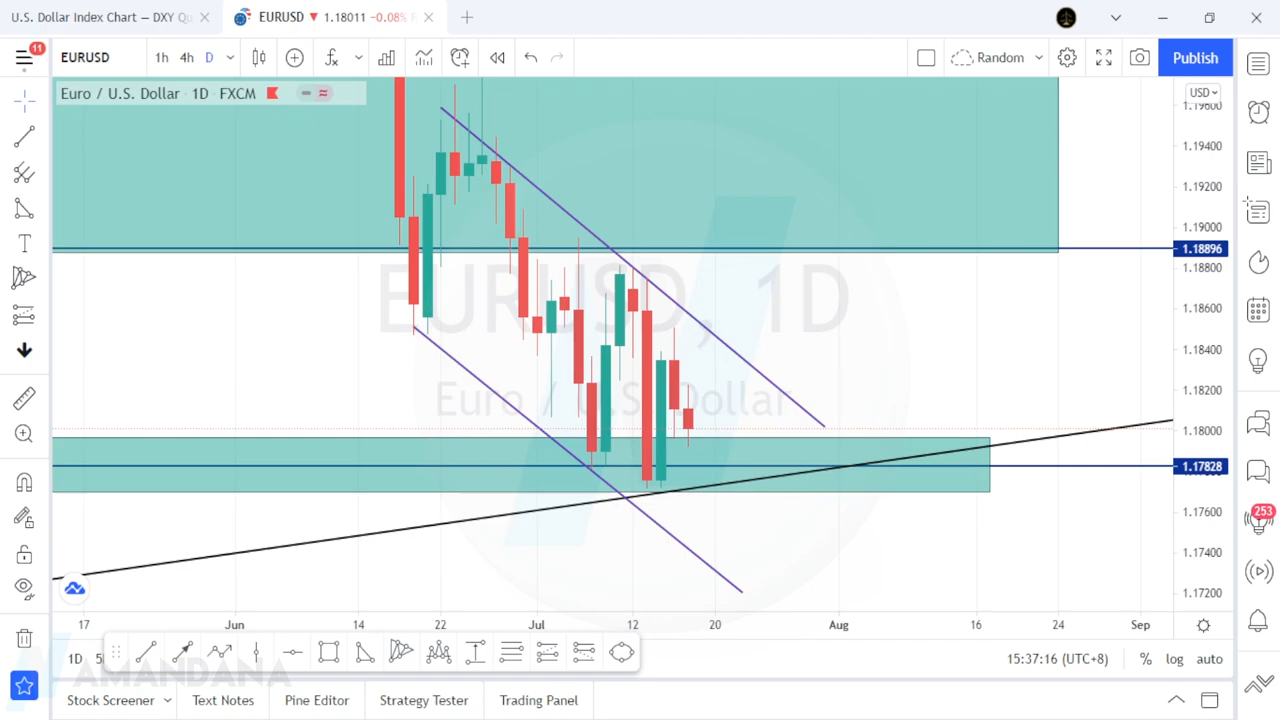 U.S. Dollar Index Chart — DXY Qu
EURUSD ▼ 1.18011 −0.08%
11
EURUSD 1h 4h D Random Publish
Euro / U.S. Dollar · 1D · FXCM
USD
1.19600
1.19400
1.19200
1.19000
1.18896
1.18800
1.18600
1.18400
1.18200
1.18000
1.17828
1.17600
1.17400
1.17200
EURUSD, 1D
Euro / U.S. Dollar
253
17 Jun 14 22 Jul 12 20 Aug 16 24 Sep
1D
15:37:16 (UTC+8) % log auto
AMANDANA
Stock Screener Text Notes Pine Editor Strategy Tester Trading Panel